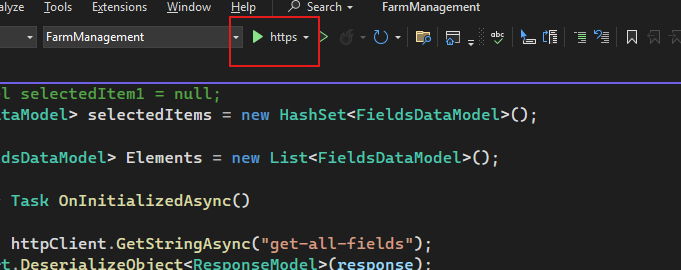 alyze Tools Extensions Window Help Search FarmManagement
FarmManagement https
el selectedItem1 = null;
ataModel> selectedItems = new HashSet<FieldsDataModel>();
dsDataModel> Elements = new List<FieldsDataModel>();
Task OnInitializedAsync()
httpClient.GetStringAsync("get-all-fields");
t.DeserializeObject<ResponseModel>(response);